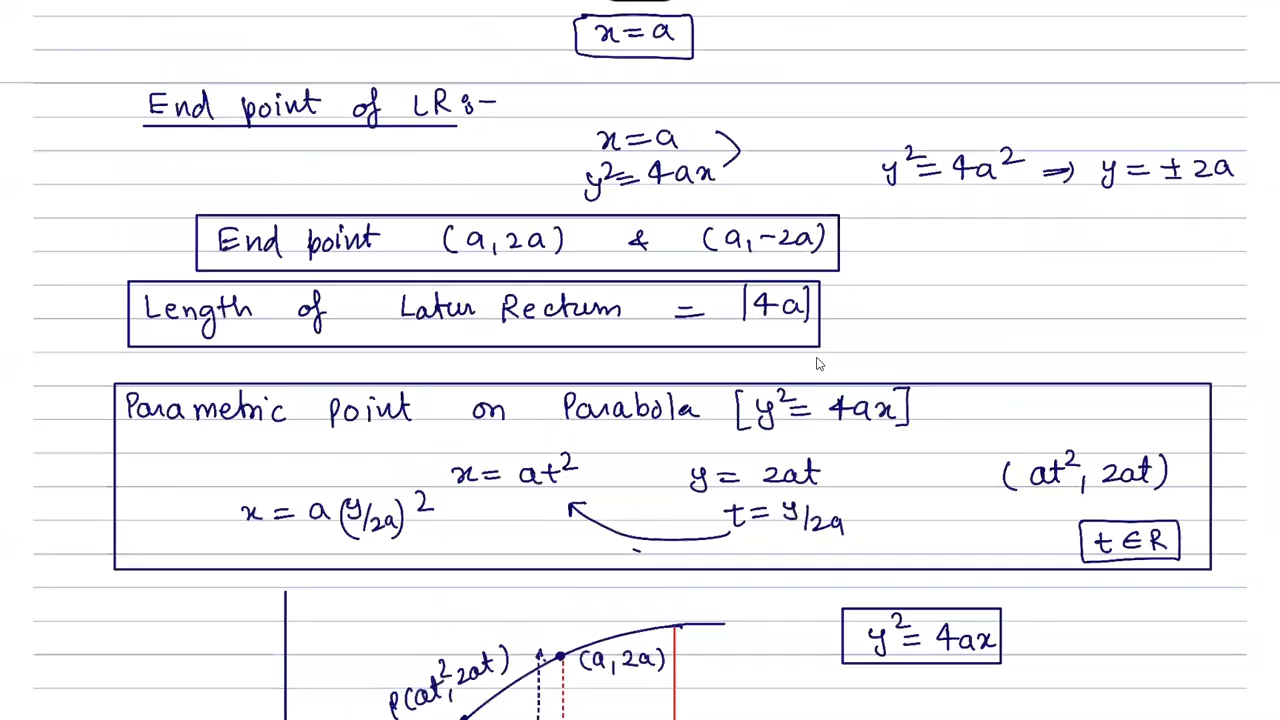 x = a
End point of LR :-
x = a
y² = 4ax
y² = 4a² ⇒ y = ± 2a
End point (a, 2a) & (a, -2a)
Length of Latur Rectum = |4a|
Parametric point on Parabola [y² = 4ax]
x = at² y = 2at (at², 2at)
x = a(y/2a)² t = y/2a
t ∈ R
y² = 4ax
P(at², 2at) (a, 2a)